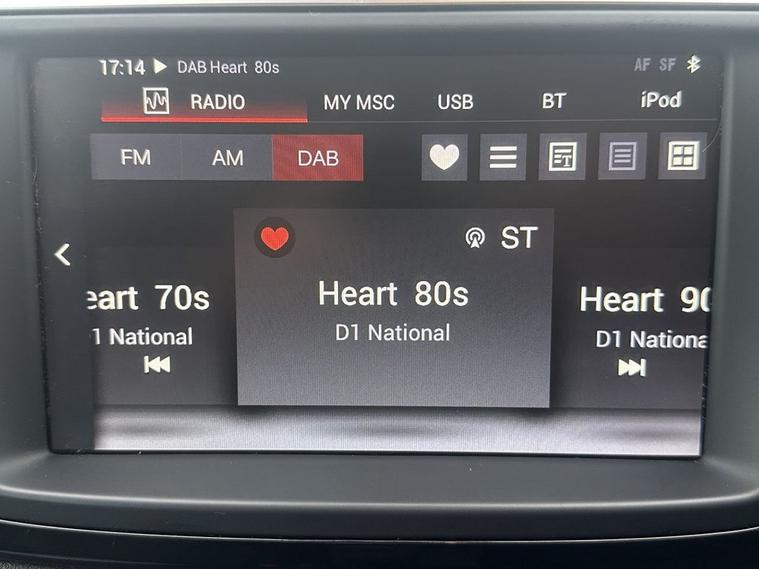 17:14 DAB Heart 80s AF SF
RADIO MY MSC USB BT iPod
FM AM DAB
ST
eart 70s Heart 80s Heart 90
1 National D1 National D1 Nationa